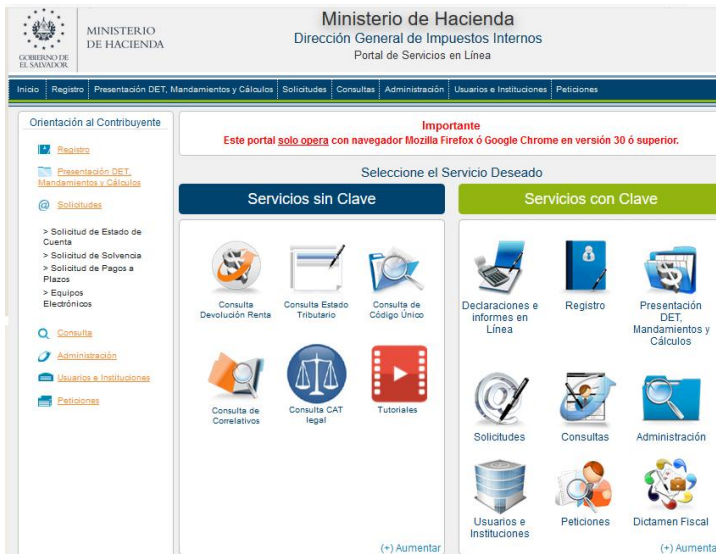 GOBIERNO DE
EL SALVADOR
MINISTERIO
DE HACIENDA
Ministerio de Hacienda
Dirección General de Impuestos Internos
Portal de Servicios en Línea
Inicio Registro Presentación DET, Mandamientos y Cálculos Solicitudes Consultas Administración Usuarios e Instituciones Peticiones
Orientación al Contribuyente
Registro
Presentación DET,
Mandamientos y Cálculos
Solicitudes
> Solicitud de Estado de
Cuenta
> Solicitud de Solvencia
> Solicitud de Pagos a
Plazos
> Equipos
Electrónicos
Consulta
Administración
Usuarios e Instituciones
Peticiones
Importante
Este portal solo opera con navegador Mozilla Firefox ó Google Chrome en versión 30 ó superior.
Seleccione el Servicio Deseado
Servicios sin Clave
Consulta
Devolución Renta
Consulta Estado
Tributario
Consulta de
Código Único
Consulta de
Correlativos
Consulta CAT
legal
Tutoriales
(+) Aumentar
Servicios con Clave
Declaraciones e
informes en
Línea
Registro
Presentación
DET,
Mandamientos y
Cálculos
Solicitudes
Consultas
Administración
Usuarios e
Instituciones
Peticiones
Dictamen Fiscal
(+) Aumenta